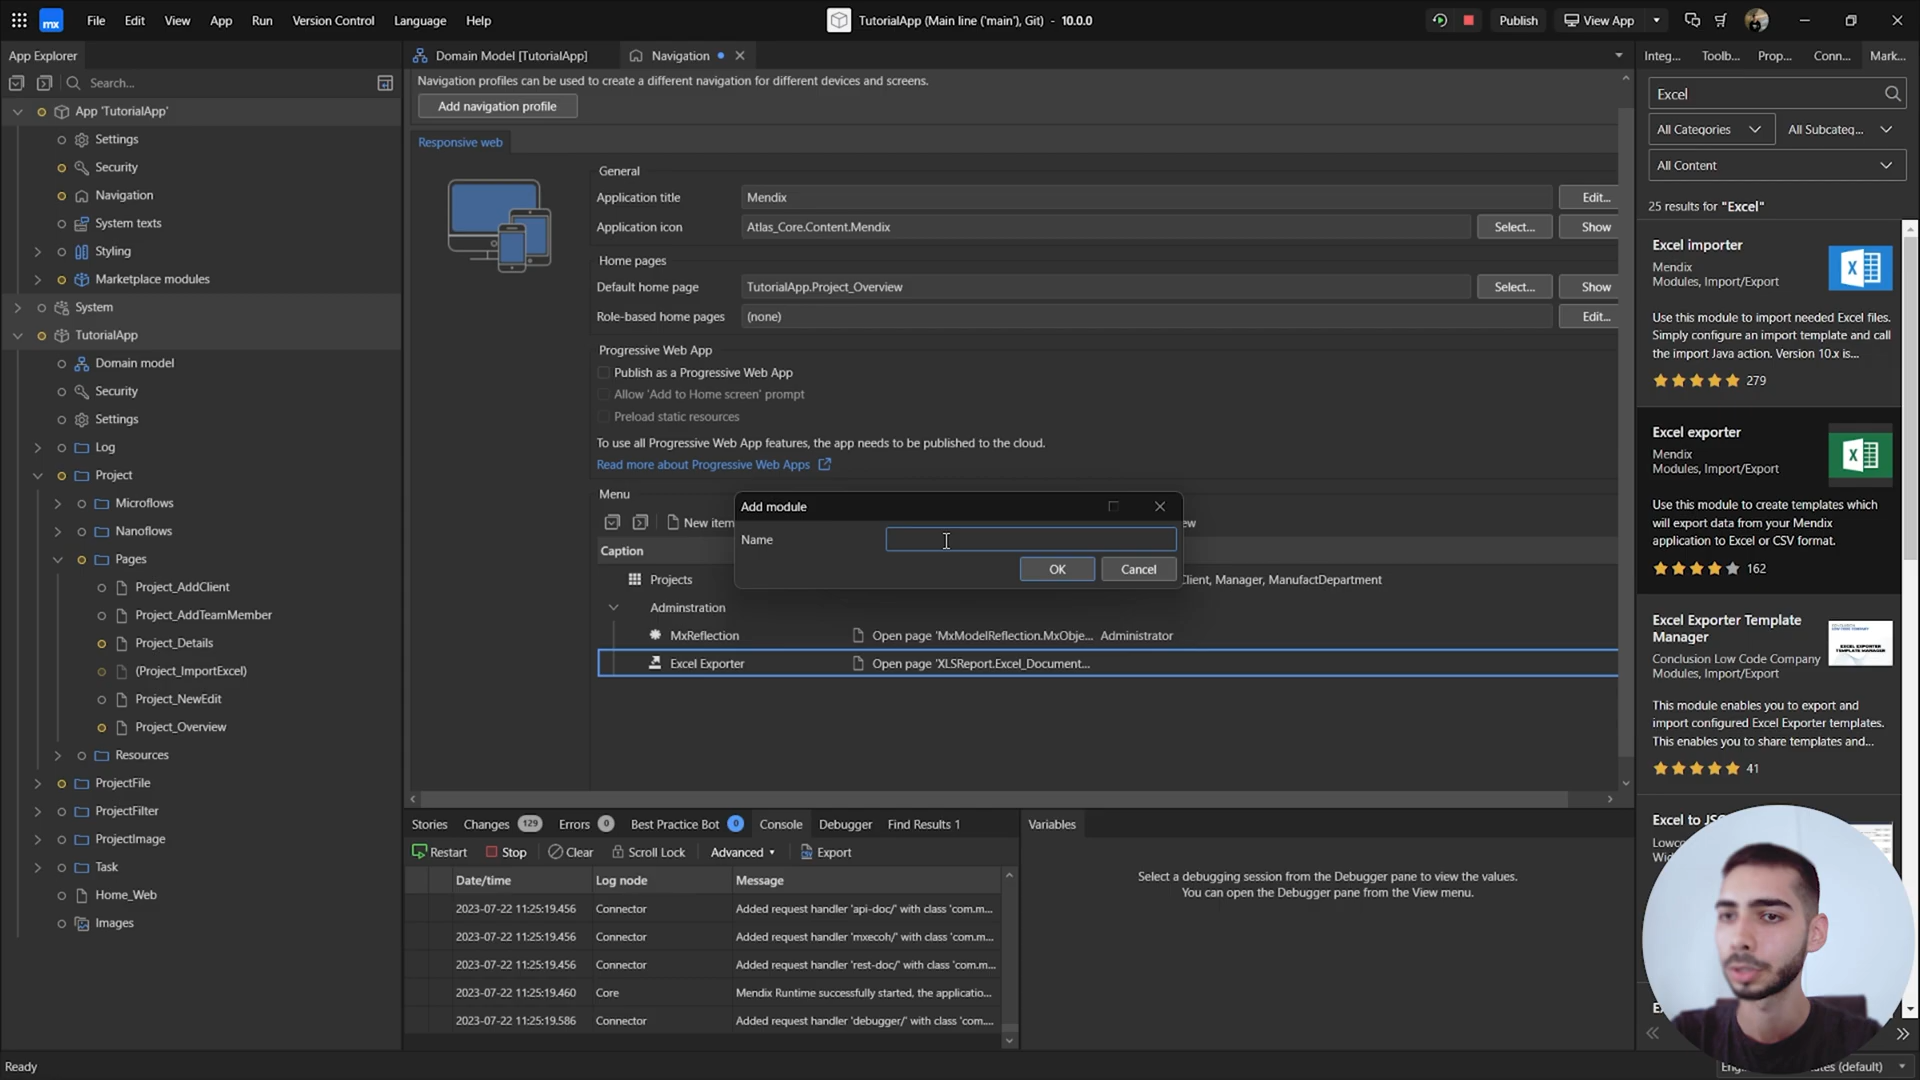 mx File Edit View App Run Version Control Language Help TutorialApp (Main line ('main'), Git) - 10.0.0 Publish View App
App Explorer
Search...
App 'TutorialApp'
Settings
Security
Navigation
System texts
Styling
Marketplace modules
System
TutorialApp
Domain model
Security
Settings
Log
Project
Microflows
Nanoflows
Pages
Project_AddClient
Project_AddTeamMember
Project_Details
(Project_ImportExcel)
Project_NewEdit
Project_Overview
Resources
ProjectFile
ProjectFilter
ProjectImage
Task
Home_Web
Images
Domain Model [TutorialApp] Navigation
Navigation profiles can be used to create a different navigation for different devices and screens.
Add navigation profile
Responsive web
General
Application title Mendix Edit...
Application icon Atlas_Core.Content.Mendix Select... Show
Home pages
Default home page TutorialApp.Project_Overview Select... Show
Role-based home pages (none) Edit...
Progressive Web App
Publish as a Progressive Web App
Allow 'Add to Home screen' prompt
Preload static resources
To use all Progressive Web App features, the app needs to be published to the cloud.
Read more about Progressive Web Apps
Menu
New item
Caption
Projects Client, Manager, ManufactDepartment
Adminstration
MxReflection Open page 'MxModelReflection.MxObje... Administrator
Excel Exporter Open page 'XLSReport.Excel_Document...
Add module
Name
OK Cancel
Stories Changes 129 Errors 0 Best Practice Bot 0 Console Debugger Find Results 1
Restart Stop Clear Scroll Lock Advanced Export
Date/time Log node Message
2023-07-22 11:25:19.456 Connector Added request handler 'api-doc/' with class 'com.m...
2023-07-22 11:25:19.456 Connector Added request handler 'mxecoh/' with class 'com.m...
2023-07-22 11:25:19.456 Connector Added request handler 'rest-doc/' with class 'com.m...
2023-07-22 11:25:19.460 Core Mendix Runtime successfully started, the applicatio...
2023-07-22 11:25:19.586 Connector Added request handler 'debugger/' with class 'com....
Variables
Select a debugging session from the Debugger pane to view the values.
You can open the Debugger pane from the View menu.
Integ... Toolb... Prop... Conn... Mark...
Excel
All Categories All Subcateg...
All Content
25 results for "Excel"
Excel importer
Mendix
Modules, Import/Export
Use this module to import needed Excel files.
Simply configure an import template and call
the import Java action. Version 10.x is...
279
Excel exporter
Mendix
Modules, Import/Export
Use this module to create templates which
will export data from your Mendix
application to Excel or CSV format.
162
Excel Exporter Template
Manager
Conclusion Low Code Company
Modules, Import/Export
This module enables you to export and
import configured Excel Exporter templates.
This enables you to share templates and...
41
Excel to
Ready
(default)